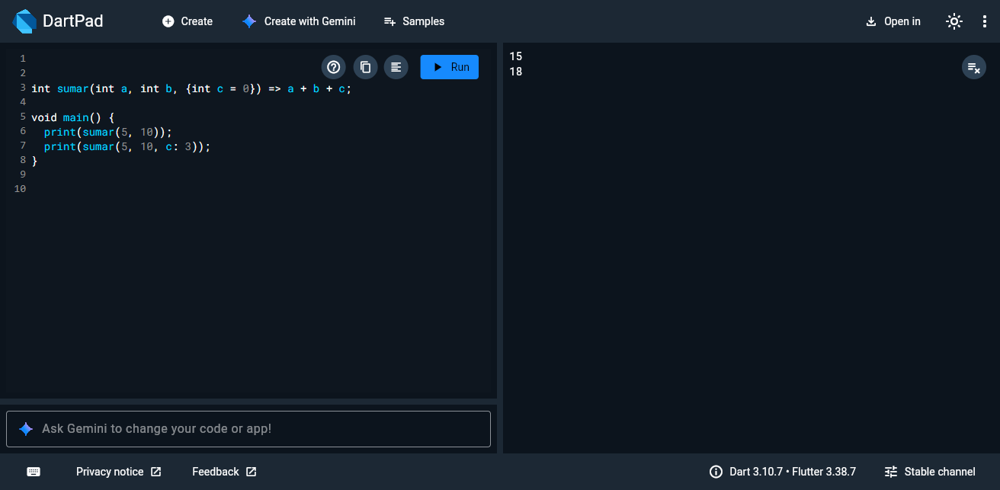 DartPad Create Create with Gemini Samples Open in
Run
1
2
3 int sumar(int a, int b, {int c = 0}) => a + b + c;
4
5 void main() {
6 print(sumar(5, 10));
7 print(sumar(5, 10, c: 3));
8 }
9
10
15
18
Ask Gemini to change your code or app!
Privacy notice Feedback Dart 3.10.7 • Flutter 3.38.7 Stable channel